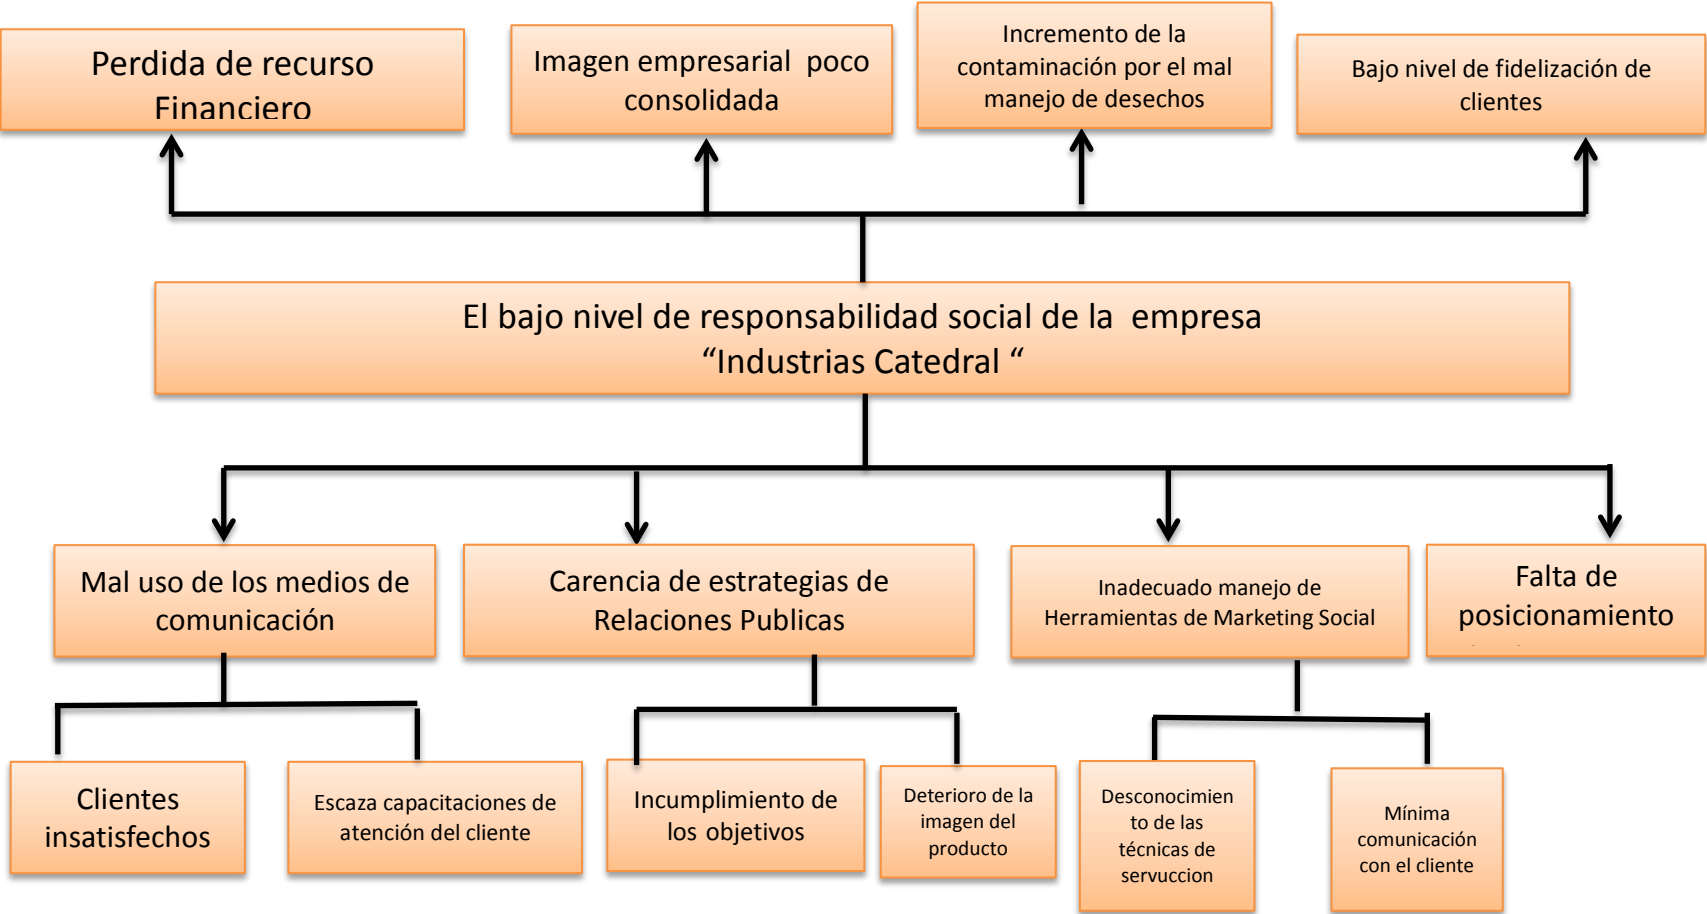 Perdida de recurso
Financiero
Imagen empresarial poco
consolidada
Incremento de la
contaminación por el mal
manejo de desechos
Bajo nivel de fidelización de
clientes
El bajo nivel de responsabilidad social de la empresa
“Industrias Catedral “
Mal uso de los medios de
comunicación
Carencia de estrategias de
Relaciones Publicas
Inadecuado manejo de
Herramientas de Marketing Social
Falta de
posicionamiento
Clientes
insatisfechos
Escaza capacitaciones de
atención del cliente
Incumplimiento de
los objetivos
Deterioro de la
imagen del
producto
Desconocimien
to de las
técnicas de
servuccion
Mínima
comunicación
con el cliente